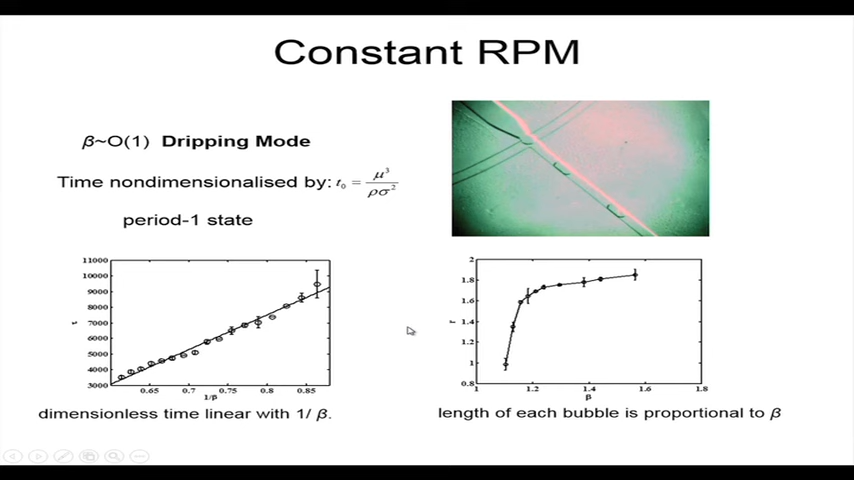 Constant RPM
β~O(1) Dripping Mode
Time nondimensionalised by: t₀ = μ³ / ρσ²
period-1 state
11000
10000
9000
8000
7000
6000
5000
4000
3000
τ
0.65 0.7 0.75 0.8 0.85
1/β
dimensionless time linear with 1/ β.
2
1.8
1.6
1.4
1.2
1
0.8
1 1.2 1.4 1.6 1.8
β
length of each bubble is proportional to β